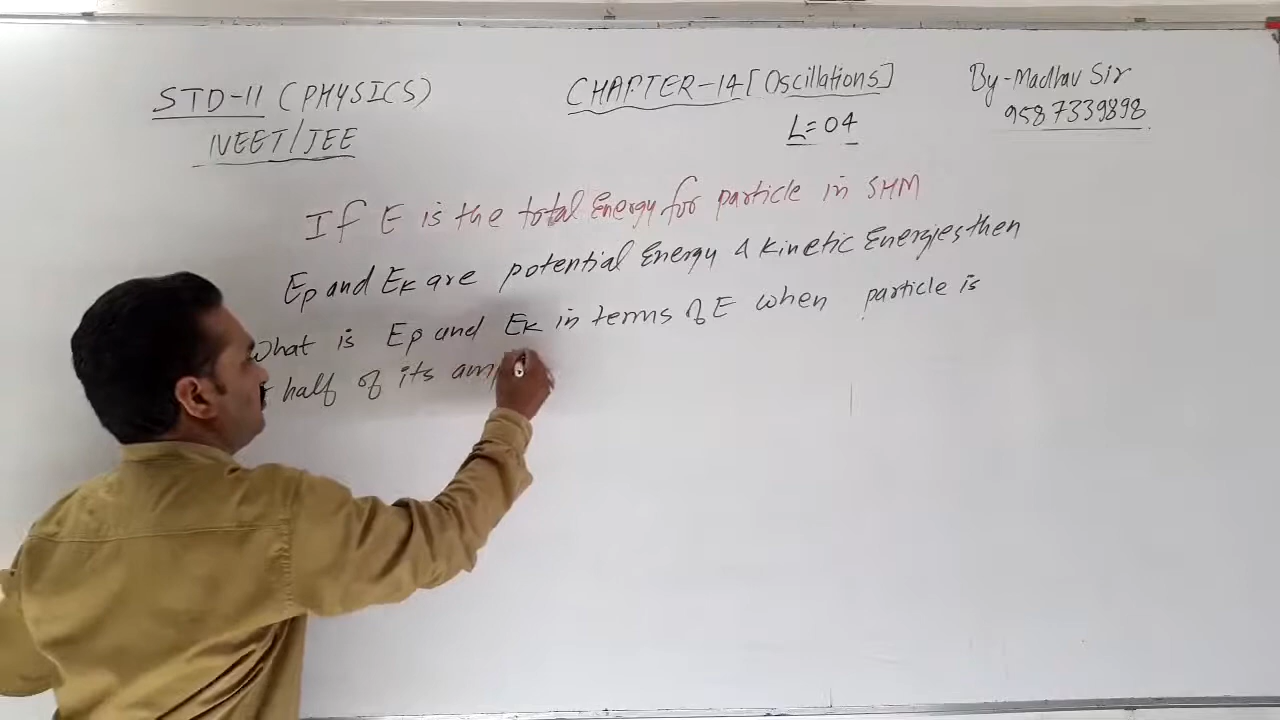 STD-11 (PHYSICS)
NEET/JEE
CHAPTER-14 [Oscillations]
L=04
By-Madhav Sir
9587339898
If E is the total Energy for particle in SHM
Ep and Ek are potential Energy & kinetic Energies then
What is Ep and Ek in terms of E when particle is
half of its amp